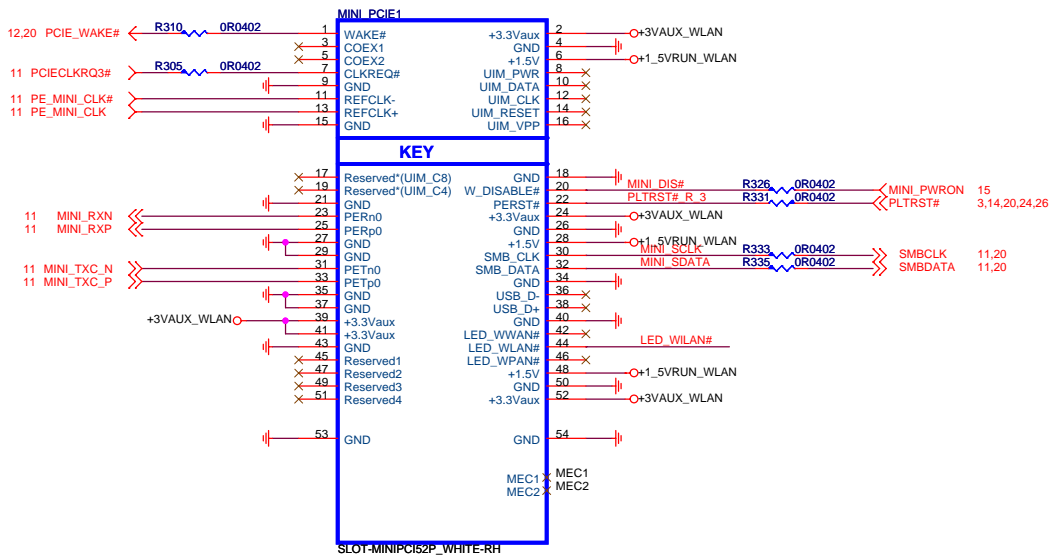 MINI_PCIE1
12,20 PCIE_WAKE# R310 0R0402 1 WAKE# +3.3Vaux 2 +3VAUX_WLAN
3 COEX1 GND 4
5 COEX2 +1.5V 6 +1_5VRUN_WLAN
11 PCIECLKRQ3# R305 0R0402 7 CLKREQ# UIM_PWR 8
9 GND UIM_DATA 10
11 PE_MINI_CLK# 11 REFCLK- UIM_CLK 12
11 PE_MINI_CLK 13 REFCLK+ UIM_RESET 14
15 GND UIM_VPP 16
KEY
17 Reserved*(UIM_C8) GND 18
19 Reserved*(UIM_C4) W_DISABLE# 20 MINI_DIS# R326 0R0402 MINI_PWRON 15
21 GND PERST# 22 PLTRST#_R_3 R331 0R0402 PLTRST# 3,14,20,24,26
11 MINI_RXN 23 PERn0 +3.3Vaux 24 +3VAUX_WLAN
11 MINI_RXP 25 PERp0 GND 26
27 GND +1.5V 28 +1_5VRUN_WLAN
29 GND SMB_CLK 30 MINI_SCLK R333 0R0402 SMBCLK 11,20
11 MINI_TXC_N 31 PETn0 SMB_DATA 32 MINI_SDATA R335 0R0402 SMBDATA 11,20
11 MINI_TXC_P 33 PETp0 GND 34
35 GND USB_D- 36
37 GND USB_D+ 38
+3VAUX_WLAN 39 +3.3Vaux GND 40
41 +3.3Vaux LED_WWAN# 42
43 GND LED_WLAN# 44 LED_WILAN#
45 Reserved1 LED_WPAN# 46
47 Reserved2 +1.5V 48 +1_5VRUN_WLAN
49 Reserved3 GND 50
51 Reserved4 +3.3Vaux 52 +3VAUX_WLAN
53 GND GND 54
MEC1 MEC1
MEC2 MEC2
SLOT-MINIPCI52P_WHITE-RH